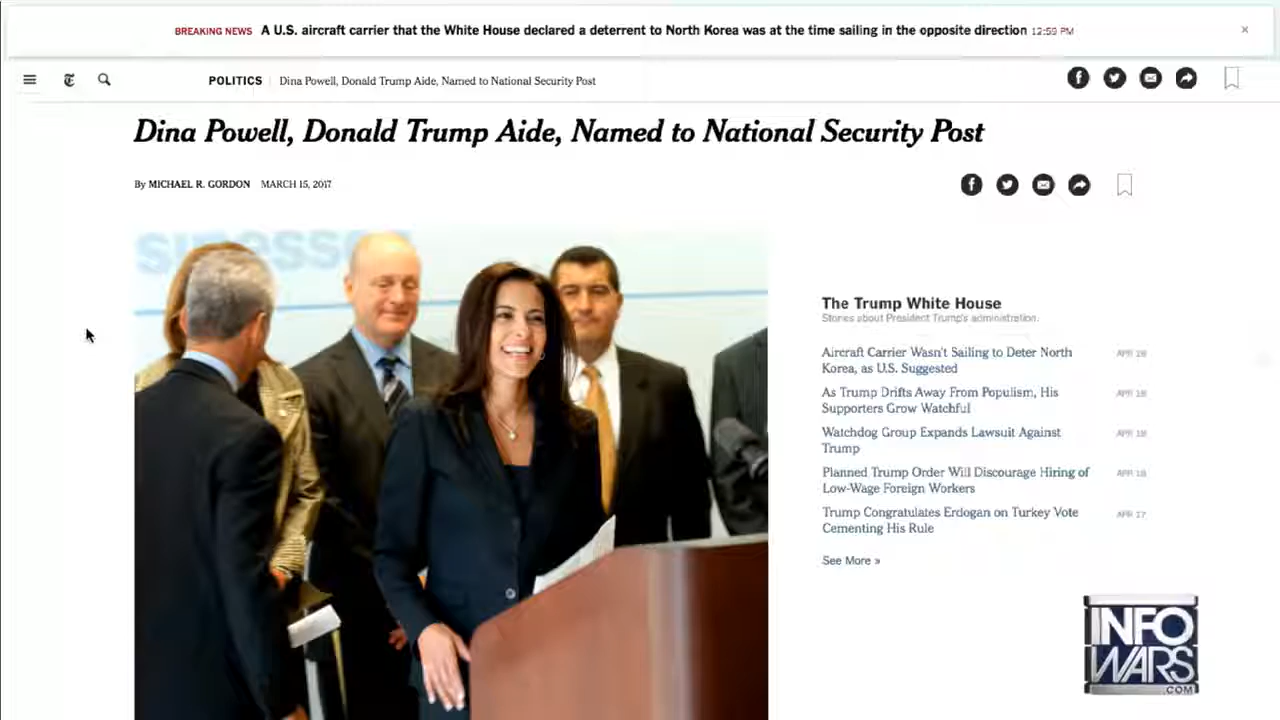 BREAKING NEWS A U.S. aircraft carrier that the White House declared a deterrent to North Korea was at the time sailing in the opposite direction 12:59 PM
POLITICS Dina Powell, Donald Trump Aide, Named to National Security Post
Dina Powell, Donald Trump Aide, Named to National Security Post
By MICHAEL R. GORDON MARCH 15, 2017
sinesses
The Trump White House
Stories about President Trump's administration.
Aircraft Carrier Wasn't Sailing to Deter North APR 18
Korea, as U.S. Suggested
As Trump Drifts Away From Populism, His APR 18
Supporters Grow Watchful
Watchdog Group Expands Lawsuit Against APR 18
Trump
Planned Trump Order Will Discourage Hiring of APR 18
Low-Wage Foreign Workers
Trump Congratulates Erdogan on Turkey Vote APR 17
Cementing His Rule
See More »
INFO
WARS
.COM